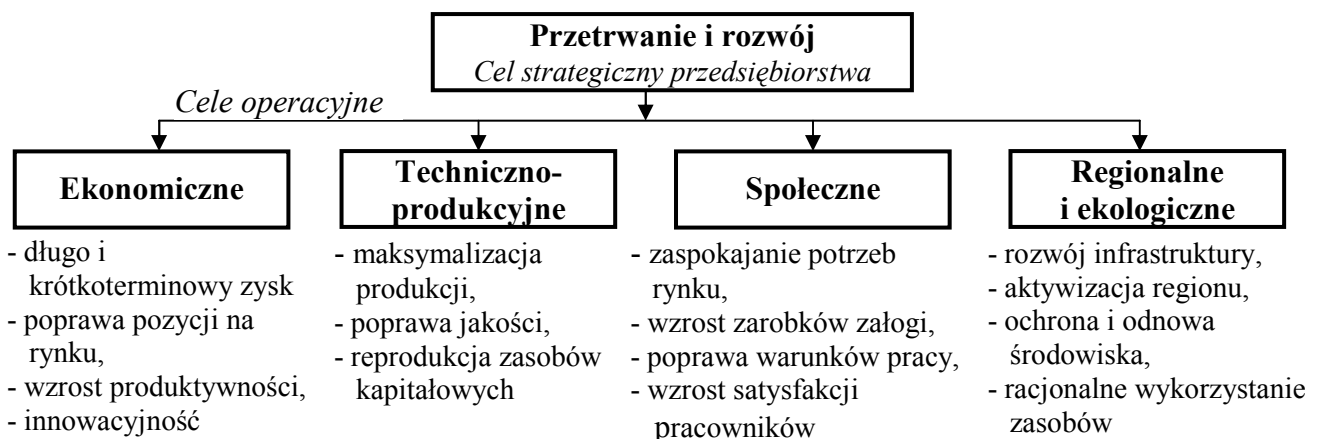 Przetrwanie i rozwój
Cel strategiczny przedsiębiorstwa
Cele operacyjne
Ekonomiczne
- długo i
krótkoterminowy zysk
- poprawa pozycji na
rynku,
- wzrost produktywności,
- innowacyjność
Techniczno-
produkcyjne
- maksymalizacja
produkcji,
- poprawa jakości,
- reprodukcja zasobów
kapitałowych
Społeczne
- zaspokajanie potrzeb
rynku,
- wzrost zarobków załogi,
- poprawa warunków pracy,
- wzrost satysfakcji
pracowników
Regionalne
i ekologiczne
- rozwój infrastruktury,
- aktywizacja regionu,
- ochrona i odnowa
środowiska,
- racjonalne wykorzystanie
zasobów